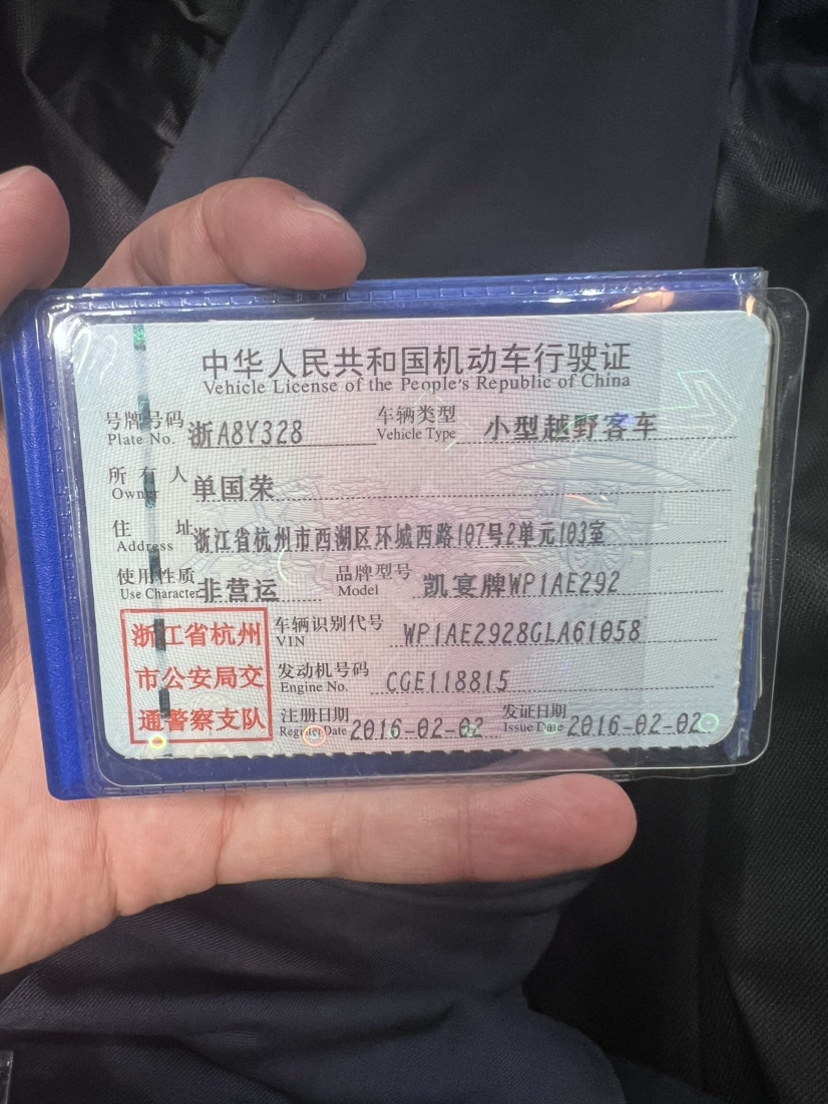 中华人民共和国机动车行驶证
Vehicle License of the People's Republic of China
号牌号码 浙A8Y328 车辆类型 小型越野客车
Plate No. Vehicle Type
所有人 单国荣
Owner
住址 浙江省杭州市西湖区环城西路107号2单元103室
Address
使用性质 非营运 品牌型号 凯宴牌WP1AE292
Use Character Model
浙江省杭州 车辆识别代号 WP1AE2928GLA61058
VIN
市公安局交 发动机号码 CGE118815
Engine No.
通警察支队 注册日期 2016-02-02 发证日期 2016-02-02
Register Date Issue Date